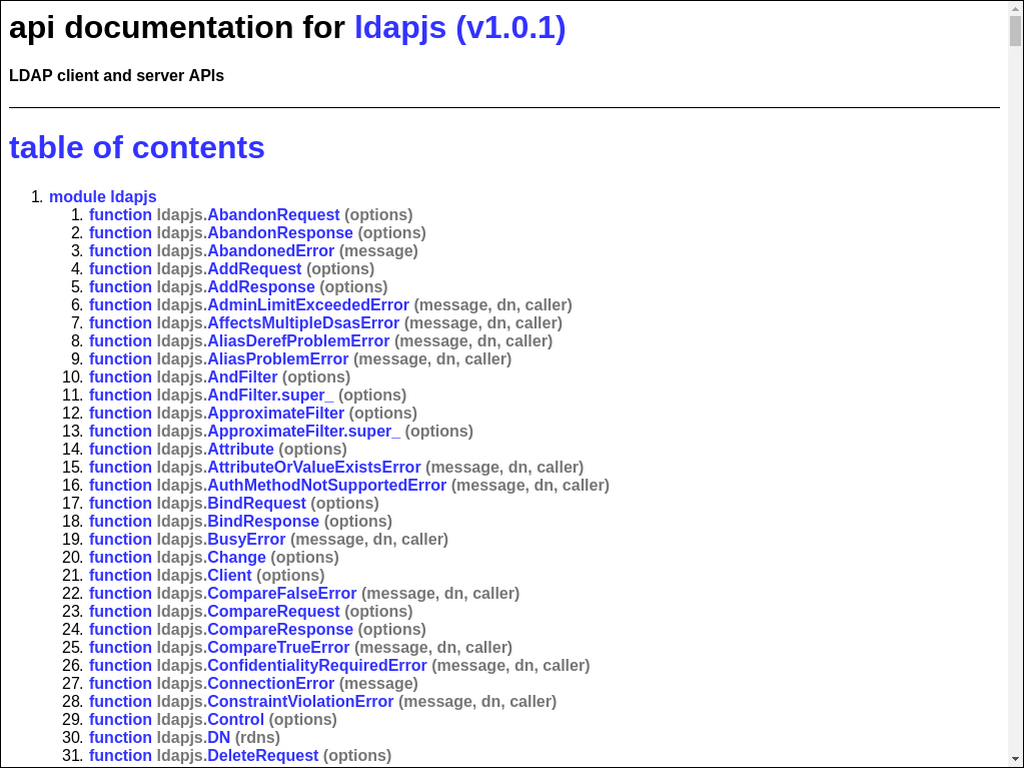 api documentation for ldapjs (v1.0.1)
LDAP client and server APIs
table of contents
1. module ldapjs
1. function ldapjs.AbandonRequest (options)
2. function ldapjs.AbandonResponse (options)
3. function ldapjs.AbandonedError (message)
4. function ldapjs.AddRequest (options)
5. function ldapjs.AddResponse (options)
6. function ldapjs.AdminLimitExceededError (message, dn, caller)
7. function ldapjs.AffectsMultipleDsasError (message, dn, caller)
8. function ldapjs.AliasDerefProblemError (message, dn, caller)
9. function ldapjs.AliasProblemError (message, dn, caller)
10. function ldapjs.AndFilter (options)
11. function ldapjs.AndFilter.super_ (options)
12. function ldapjs.ApproximateFilter (options)
13. function ldapjs.ApproximateFilter.super_ (options)
14. function ldapjs.Attribute (options)
15. function ldapjs.AttributeOrValueExistsError (message, dn, caller)
16. function ldapjs.AuthMethodNotSupportedError (message, dn, caller)
17. function ldapjs.BindRequest (options)
18. function ldapjs.BindResponse (options)
19. function ldapjs.BusyError (message, dn, caller)
20. function ldapjs.Change (options)
21. function ldapjs.Client (options)
22. function ldapjs.CompareFalseError (message, dn, caller)
23. function ldapjs.CompareRequest (options)
24. function ldapjs.CompareResponse (options)
25. function ldapjs.CompareTrueError (message, dn, caller)
26. function ldapjs.ConfidentialityRequiredError (message, dn, caller)
27. function ldapjs.ConnectionError (message)
28. function ldapjs.ConstraintViolationError (message, dn, caller)
29. function ldapjs.Control (options)
30. function ldapjs.DN (rdns)
31. function ldapjs.DeleteRequest (options)